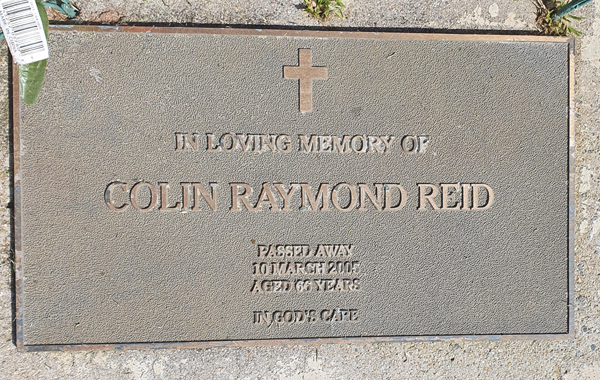 IN LOVING MEMORY OF
COLIN RAYMOND REID
PASSED AWAY
10 MARCH 2005
AGED 66 YEARS
IN GOD'S CARE